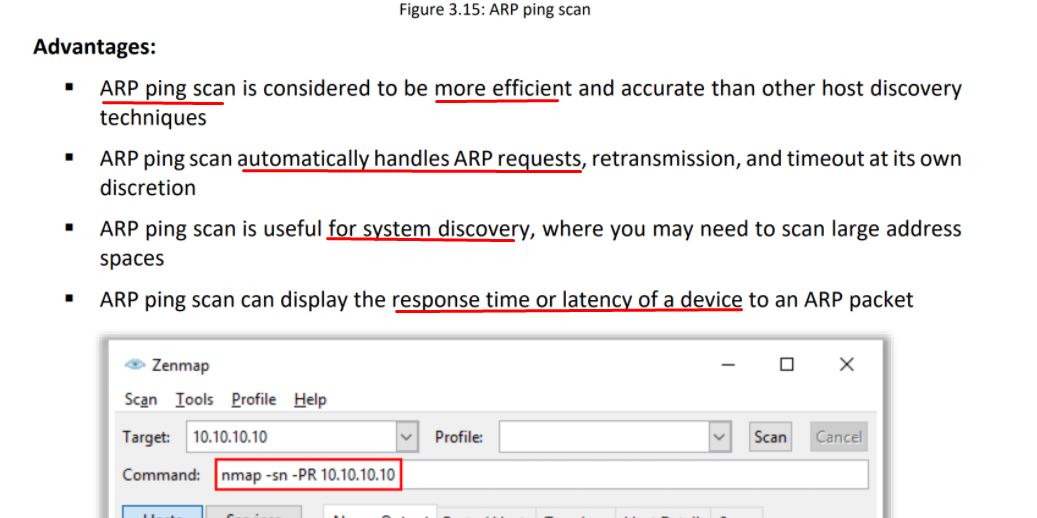 Figure 3.15: ARP ping scan
Advantages:
▪ ARP ping scan is considered to be more efficient and accurate than other host discovery
techniques
▪ ARP ping scan automatically handles ARP requests, retransmission, and timeout at its own
discretion
▪ ARP ping scan is useful for system discovery, where you may need to scan large address
spaces
▪ ARP ping scan can display the response time or latency of a device to an ARP packet
Zenmap
Scan Tools Profile Help
Target: 10.10.10.10 Profile: Scan Cancel
Command: nmap -sn -PR 10.10.10.10